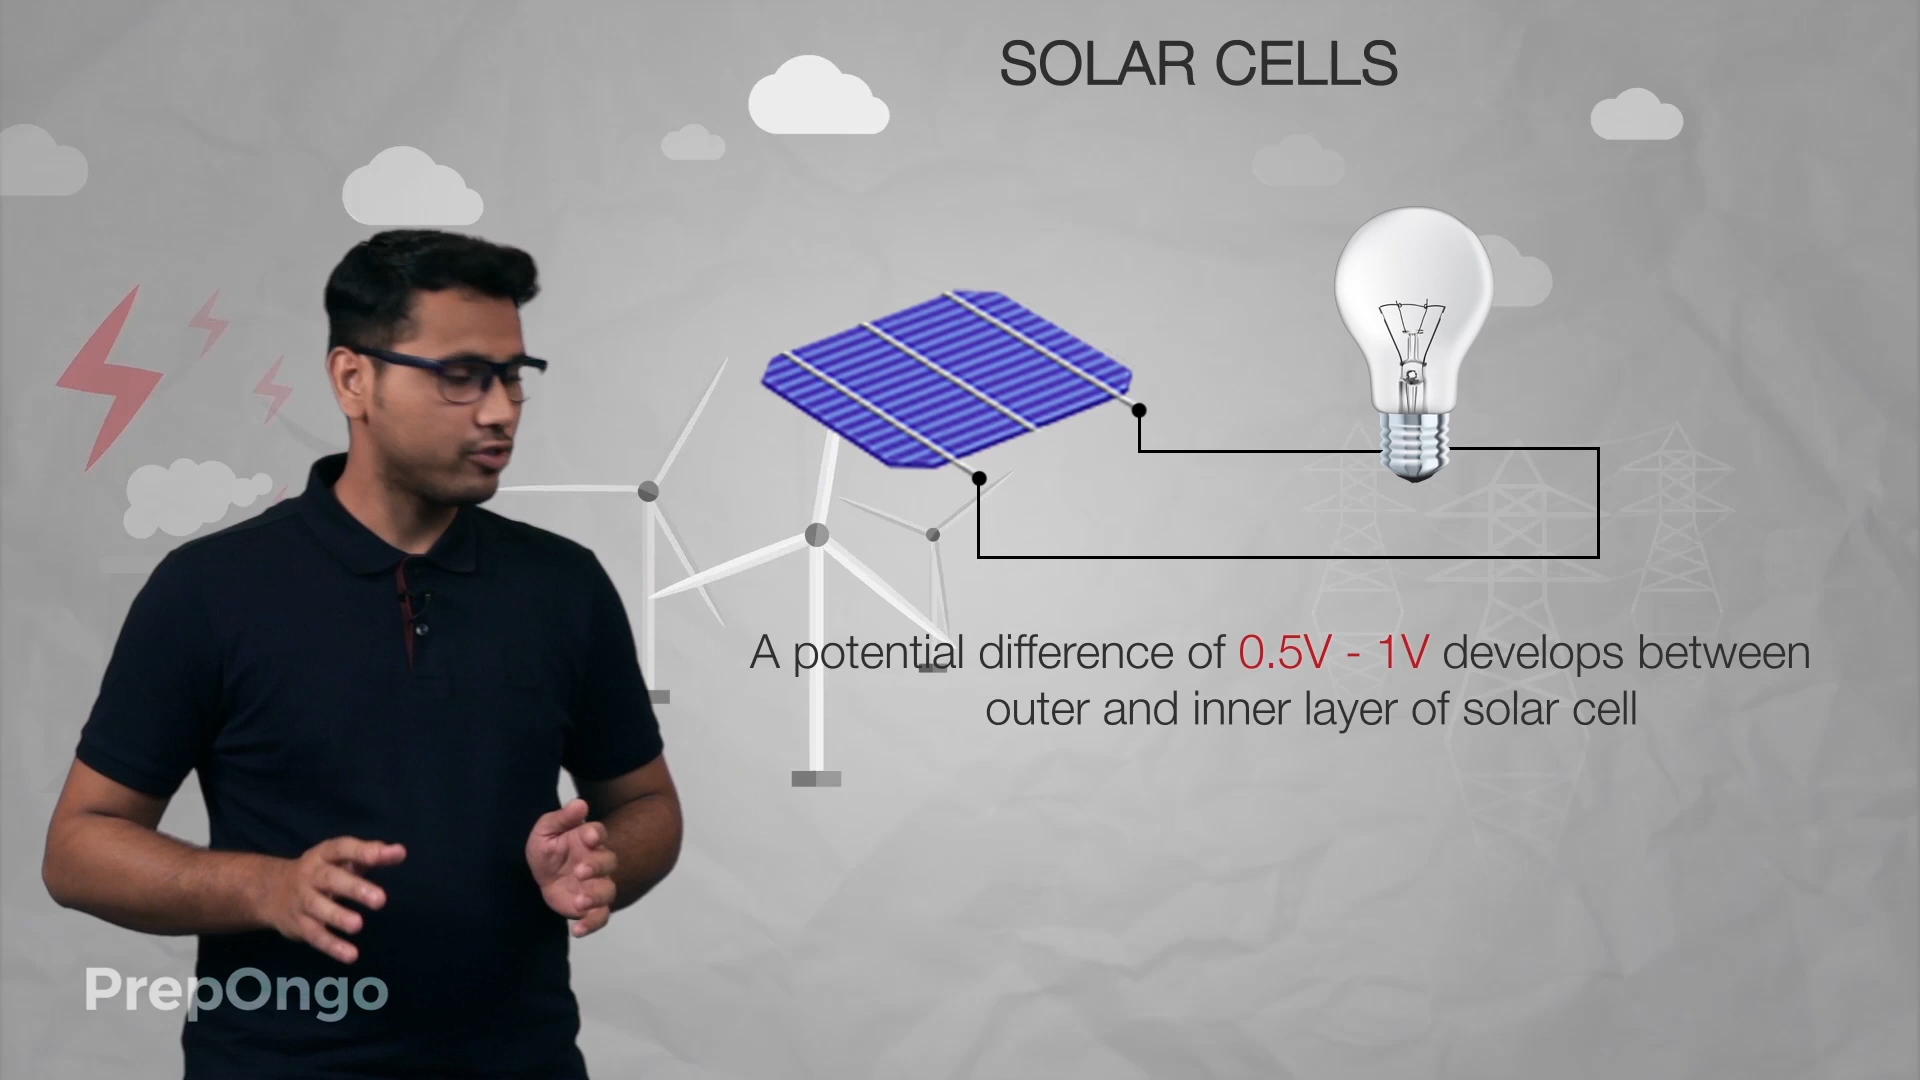 SOLAR CELLS
A potential difference of 0.5V - 1V develops between
outer and inner layer of solar cell
PrepOngo